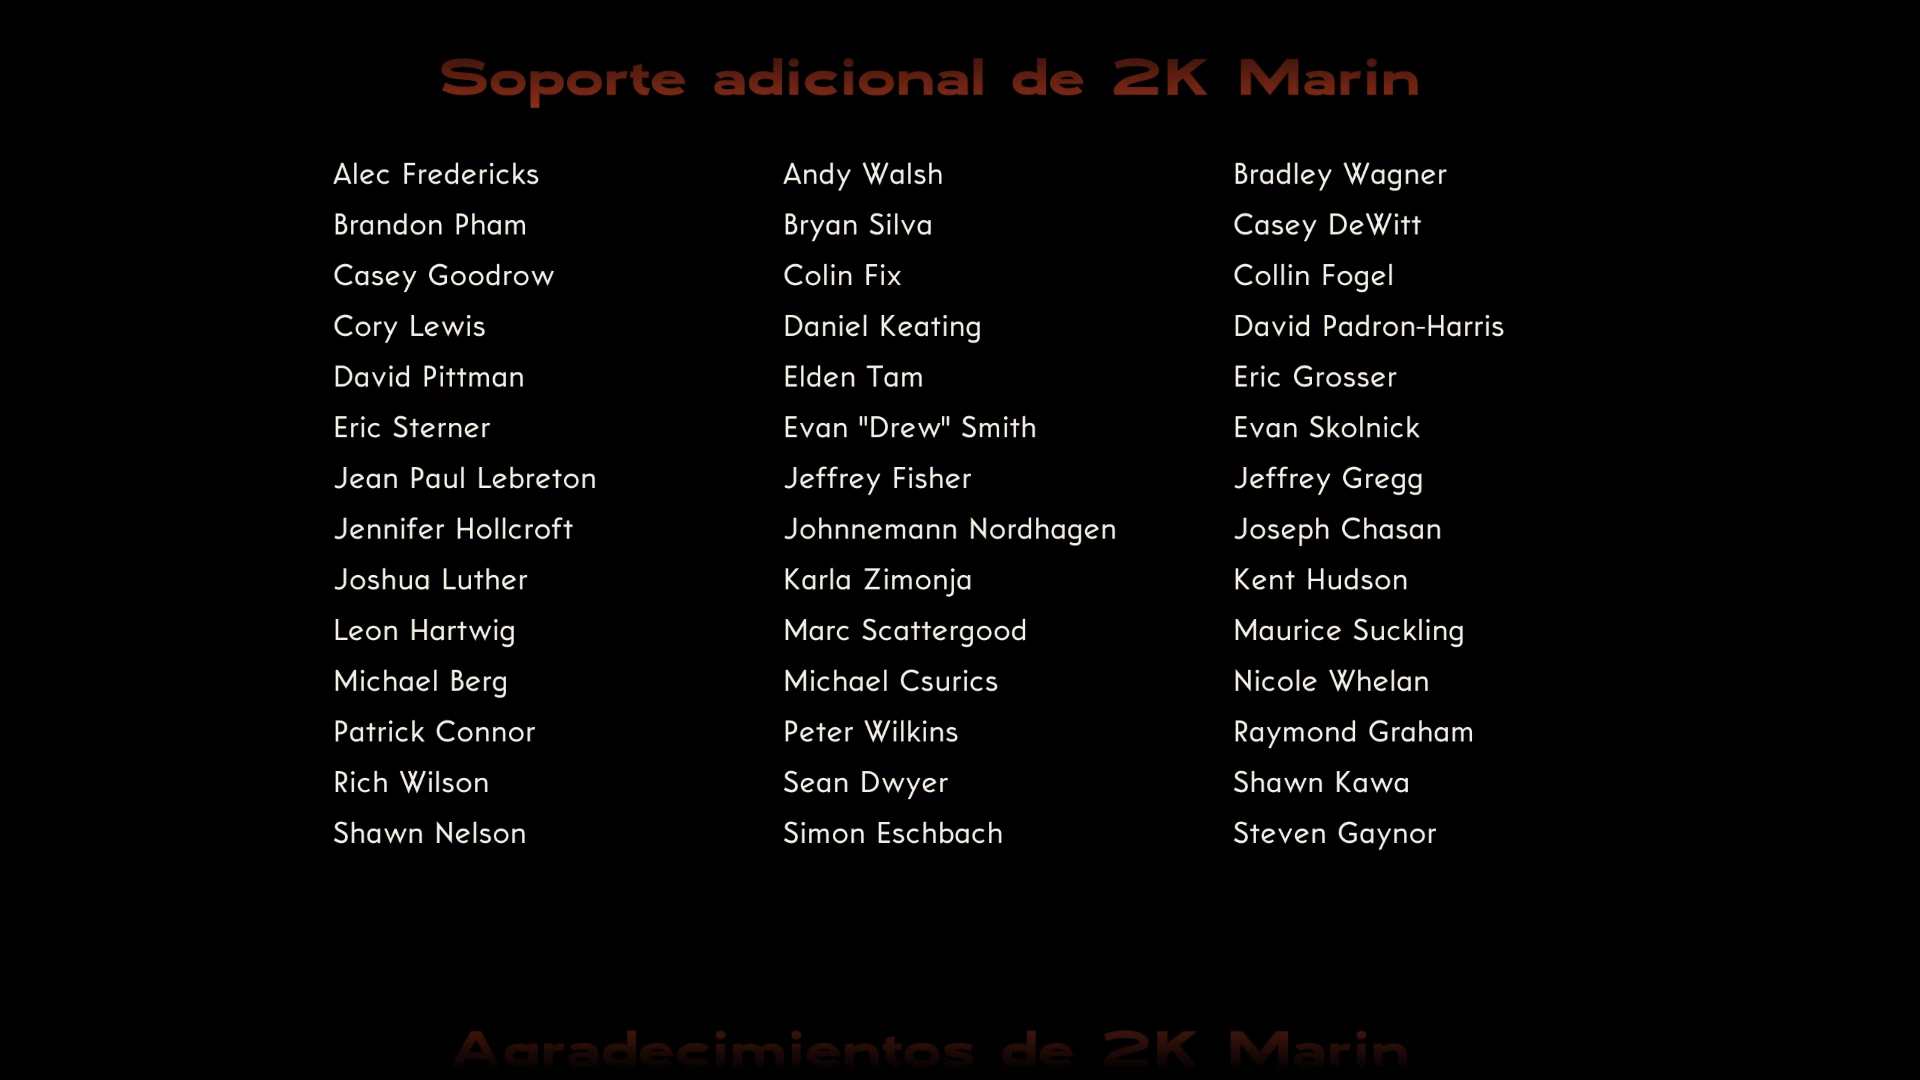 Soporte adicional de 2K Marin
Alec Fredericks Andy Walsh Bradley Wagner
Brandon Pham Bryan Silva Casey DeWitt
Casey Goodrow Colin Fix Collin Fogel
Cory Lewis Daniel Keating David Padron-Harris
David Pittman Elden Tam Eric Grosser
Eric Sterner Evan "Drew" Smith Evan Skolnick
Jean Paul Lebreton Jeffrey Fisher Jeffrey Gregg
Jennifer Hollcroft Johnnemann Nordhagen Joseph Chasan
Joshua Luther Karla Zimonja Kent Hudson
Leon Hartwig Marc Scattergood Maurice Suckling
Michael Berg Michael Csurics Nicole Whelan
Patrick Connor Peter Wilkins Raymond Graham
Rich Wilson Sean Dwyer Shawn Kawa
Shawn Nelson Simon Eschbach Steven Gaynor
Agradecimientos de 2K Marin